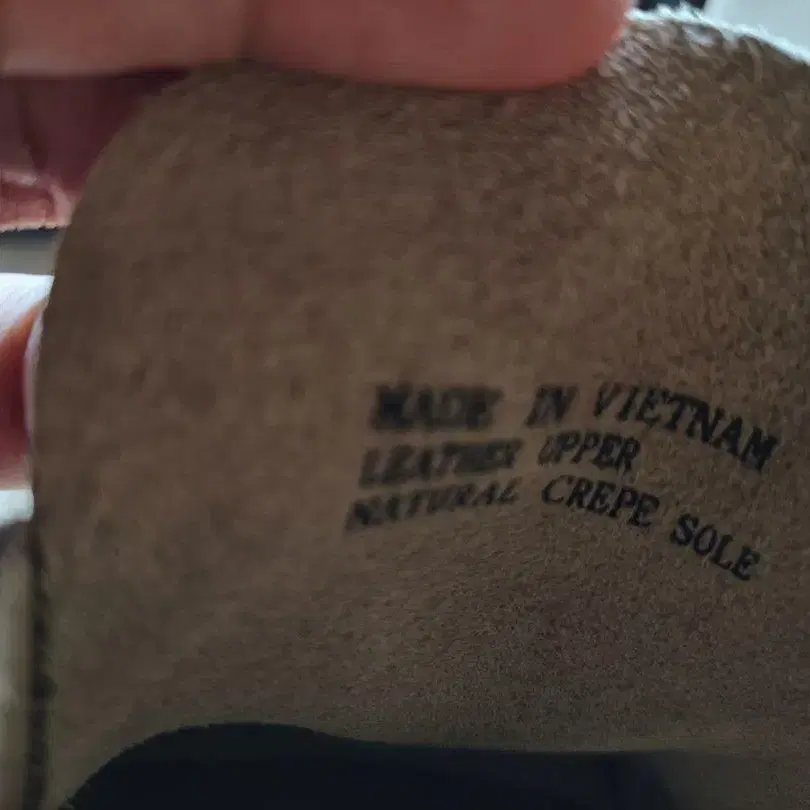 MADE IN VIETNAM
LEATHER UPPER
NATURAL CREPE SOLE